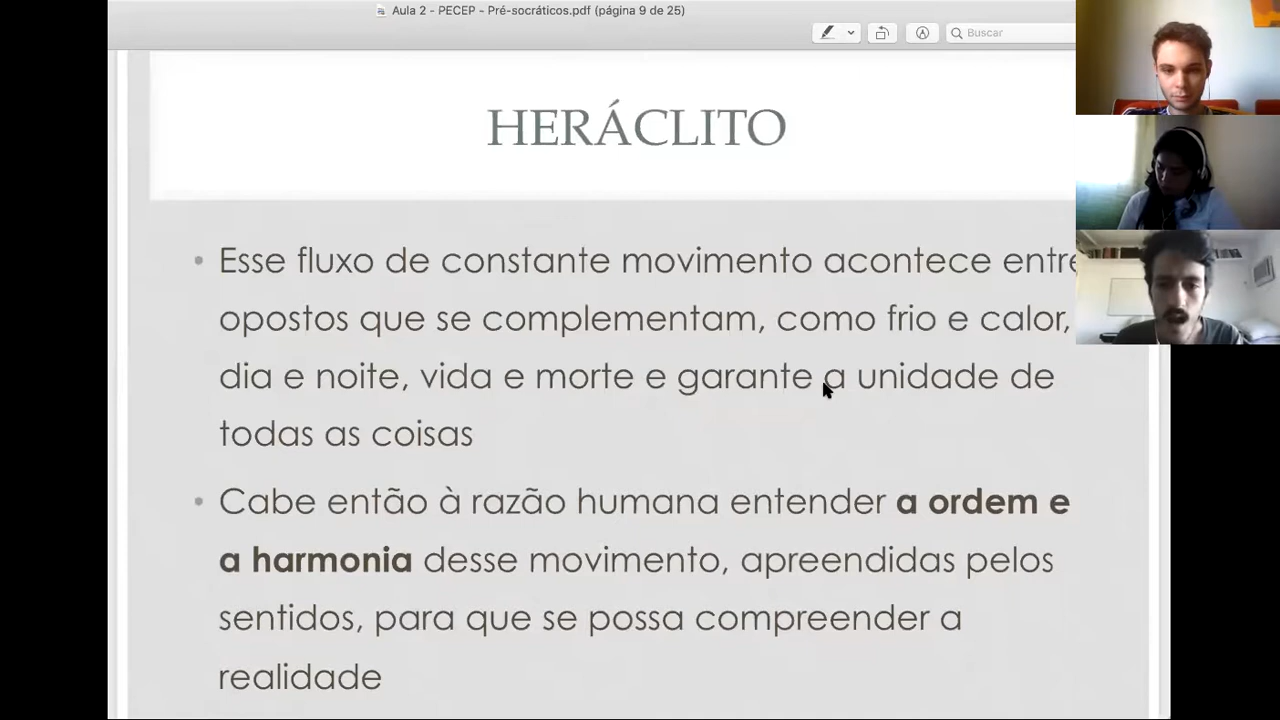 Aula 2 - PECEP - Pré-socráticos.pdf (página 9 de 25)
Buscar
HERÁCLITO
• Esse fluxo de constante movimento acontece entre
opostos que se complementam, como frio e calor,
dia e noite, vida e morte e garante a unidade de
todas as coisas
• Cabe então à razão humana entender a ordem e
a harmonia desse movimento, apreendidas pelos
sentidos, para que se possa compreender a
realidade